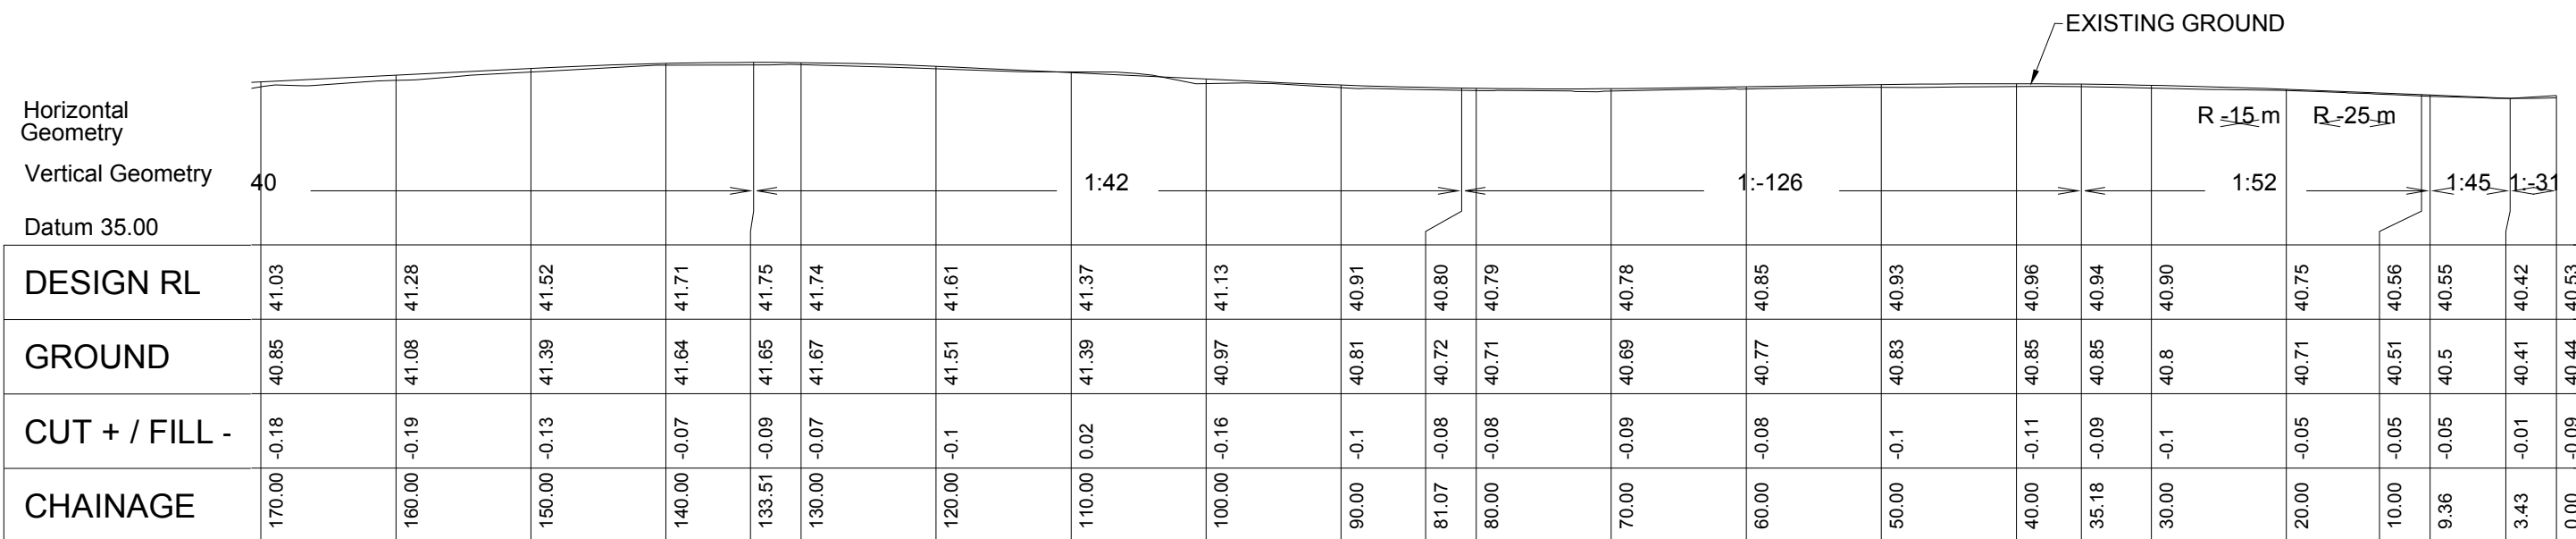 EXISTING GROUND
Horizontal
Geometry
R -15 m R -25 m
Vertical Geometry
40 1:42 1:-126 1:52 1:45 1:-31
Datum 35.00
DESIGN RL 41.03 41.28 41.52 41.71 41.75 41.74 41.61 41.37 41.13 40.91 40.80 40.79 40.78 40.85 40.93 40.96 40.94 40.90 40.75 40.56 40.55 40.42 40.53
GROUND 40.85 41.08 41.39 41.64 41.65 41.67 41.51 41.39 40.97 40.81 40.72 40.71 40.69 40.77 40.83 40.85 40.85 40.8 40.71 40.51 40.5 40.41 40.44
CUT + / FILL - -0.18 -0.19 -0.13 -0.07 -0.09 -0.07 -0.1 0.02 -0.16 -0.1 -0.08 -0.08 -0.09 -0.08 -0.1 -0.11 -0.09 -0.1 -0.05 -0.05 -0.05 -0.01 -0.09
CHAINAGE 170.00 160.00 150.00 140.00 133.51 130.00 120.00 110.00 100.00 90.00 81.07 80.00 70.00 60.00 50.00 40.00 35.18 30.00 20.00 10.00 9.36 3.43 0.00